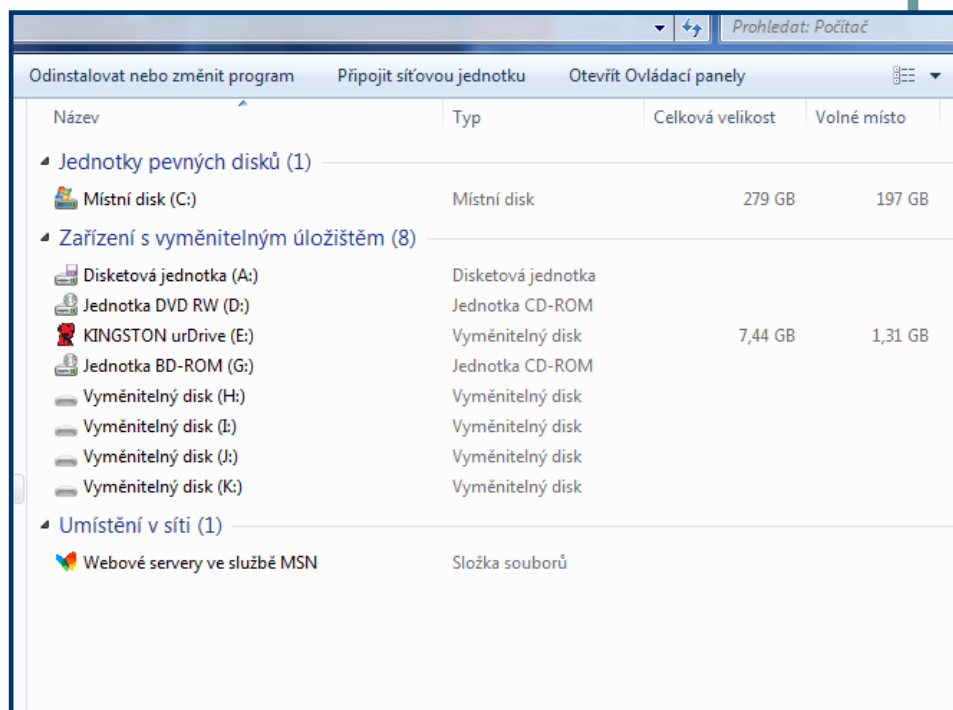 Prohledat: Počítač
Odinstalovat nebo změnit program Připojit síťovou jednotku Otevřít Ovládací panely
Název Typ Celková velikost Volné místo
Jednotky pevných disků (1)
Místní disk (C:) Místní disk 279 GB 197 GB
Zařízení s vyměnitelným úložištěm (8)
Disketová jednotka (A:) Disketová jednotka
Jednotka DVD RW (D:) Jednotka CD-ROM
KINGSTON urDrive (E:) Vyměnitelný disk 7,44 GB 1,31 GB
Jednotka BD-ROM (G:) Jednotka CD-ROM
Vyměnitelný disk (H:) Vyměnitelný disk
Vyměnitelný disk (I:) Vyměnitelný disk
Vyměnitelný disk (J:) Vyměnitelný disk
Vyměnitelný disk (K:) Vyměnitelný disk
Umístění v síti (1)
Webové servery ve službě MSN Složka souborů